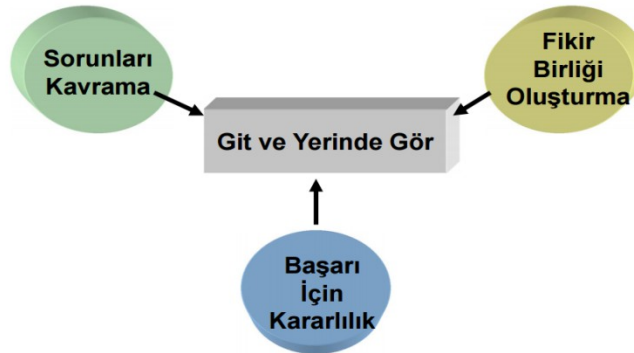 Sorunları
Kavrama
Fikir
Birliği
Oluşturma
Git ve Yerinde Gör
Başarı
İçin
Kararlılık